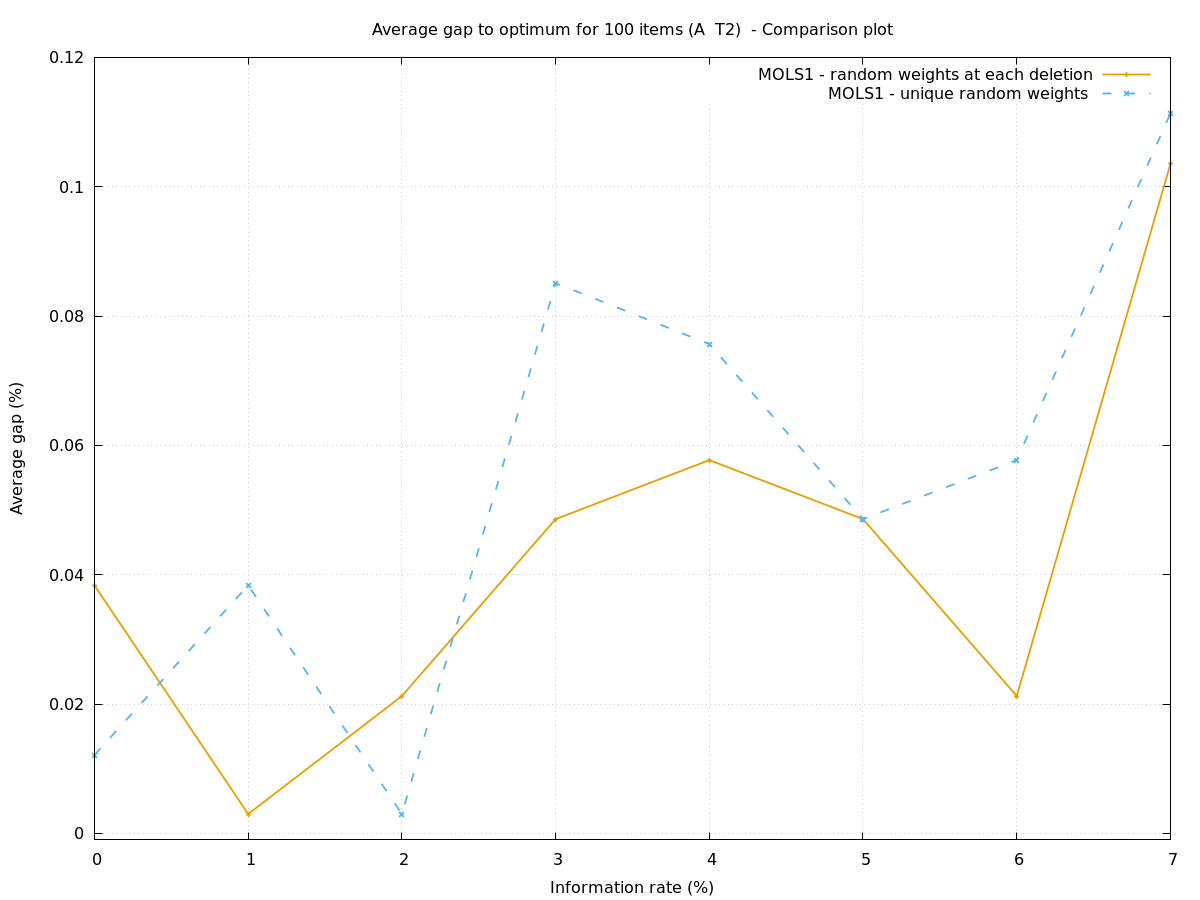 Average gap to optimum for 100 items (A  T2)  - Comparison plot
MOLS1 - random weights at each deletion
MOLS1 - unique random weights
0.12
0.1
0.08
0.06
0.04
0.02
0
Average gap (%)
0 1 2 3 4 5 6 7
Information rate (%)